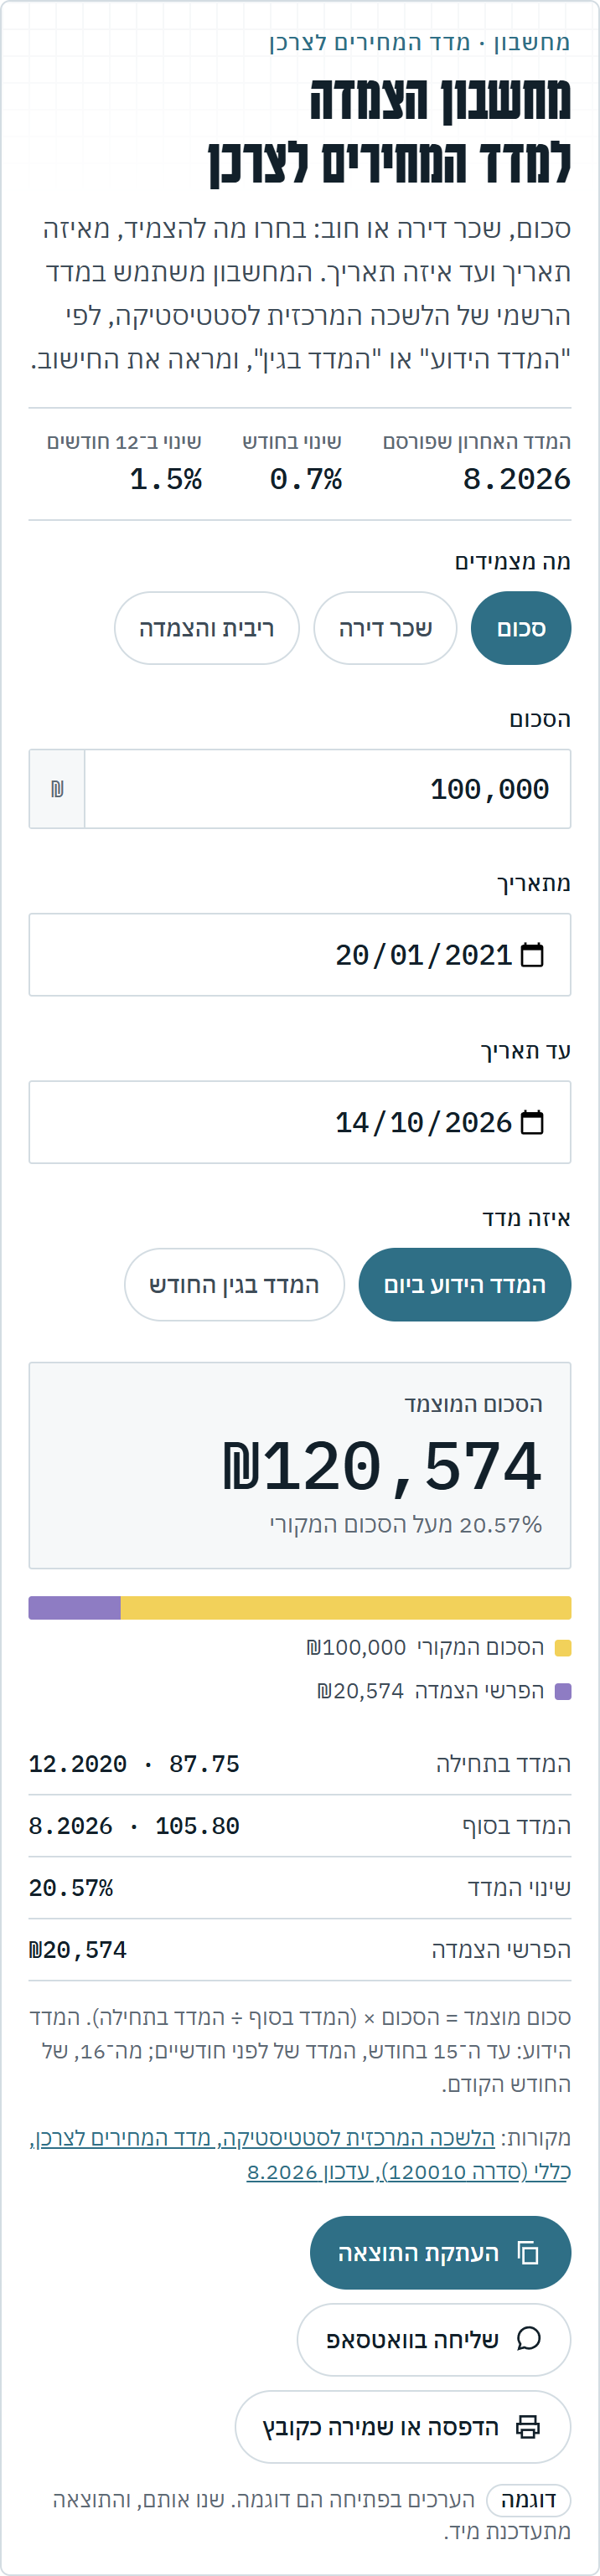 מחשבון · מדד המחירים לצרכן
מחשבון הצמדה
למדד המחירים לצרכן
סכום, שכר דירה או חוב: בחרו מה להצמיד, מאיזה
תאריך ועד איזה תאריך. המחשבון משתמש במדד
הרשמי של הלשכה המרכזית לסטטיסטיקה, לפי
"המדד הידוע" או "המדד בגין", ומראה את החישוב.
המדד האחרון שפורסם
8.2026
שינוי בחודש
0.7%
שינוי ב־12 חודשים
1.5%
מה מצמידים
סכום
שכר דירה
ריבית והצמדה
הסכום
100,000 ₪
מתאריך
20/01/2021
עד תאריך
14/10/2026
איזה מדד
המדד הידוע ביום
המדד בגין החודש
הסכום המוצמד
₪120,574
20.57% מעל הסכום המקורי
הסכום המקורי ₪100,000
הפרשי הצמדה ₪20,574
המדד בתחילה 12.2020 · 87.75
המדד בסוף 8.2026 · 105.80
שינוי המדד 20.57%
הפרשי הצמדה ₪20,574
סכום מוצמד = הסכום × (המדד בסוף ÷ המדד בתחילה). המדד
הידוע: עד ה־15 בחודש, המדד של לפני חודשיים; מה־16, של
החודש הקודם.
מקורות: הלשכה המרכזית לסטטיסטיקה, מדד המחירים לצרכן,
כללי (סדרה 120010), עדכון 8.2026
העתקת התוצאה
שליחה בוואטסאפ
הדפסה או שמירה כקובץ
דוגמה הערכים בפתיחה הם דוגמה. שנו אותם, והתוצאה
מתעדכנת מיד.